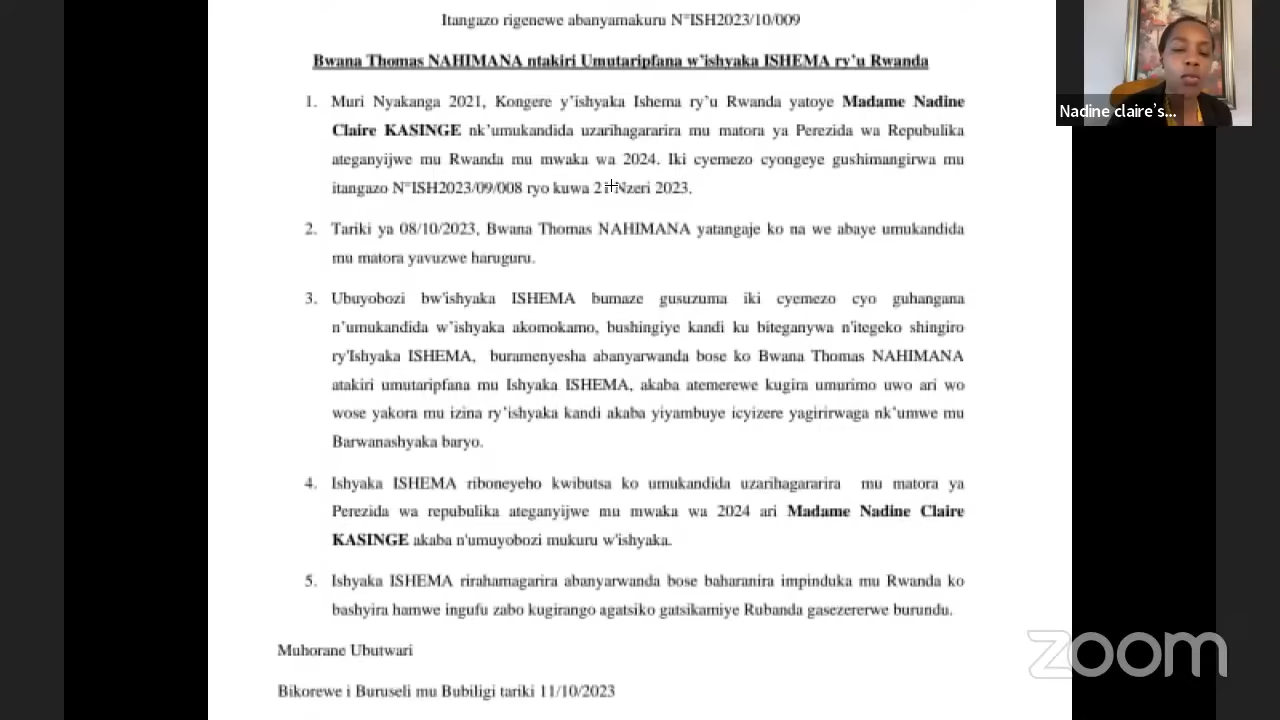 Itangazo rigenewe abanyamakuru N°ISH2023/10/009
Bwana Thomas NAHIMANA ntakiri Umutaripfana w'ishyaka ISHEMA ry'u Rwanda
1. Muri Nyakanga 2021, Kongere y'ishyaka Ishema ry'u Rwanda yatoye Madame Nadine
Claire KASINGE nk'umukandida uzarihagararira mu matora ya Perezida wa Republika
ateganyijwe mu Rwanda mu mwaka wa 2024. Iki cyemezo cyongeye gushimangirwa mu
itangazo N°ISH2023/09/008 ryo kuwa Nzeri 2023.
2. Tariki ya 08/10/2023, Bwana Thomas NAHIMANA yatangaje ko na we abaye umukandida
mu matora yavuzwe haruguru.
3. Ubuyobozi bw'ishyaka ISHEMA bumaze gusuzuma iki cyemezo cyo guhangana
n'umukandida w'ishyaka akomokamo, bushingiye kandi ku biteganywa n'itegeko shingiro
ry'Ishyaka ISHEMA, buramenyesha abanyarwanda bose ko Bwana Thomas NAHIMANA
atakiri umutaripfana mu Ishyaka ISHEMA, akaba atemerewe kugira umurimo uwo ari wo
wose yakora mu izina ry'ishyaka kandi akaba yiyambuye icyizere yagirirwaga nk'umwe mu
Barwanashyaka baryo.
4. Ishyaka ISHEMA riboneyeho kwibutsa ko umukandida uzarihagararira mu matora ya
Perezida wa republika ateganyijwe mu mwaka wa 2024 ari Madame Nadine Claire
KASINGE akaba n'umuyobozi mukuru w'ishyaka.
5. Ishyaka ISHEMA rirahamagarira abanyarwanda bose baharanira impinduka mu Rwanda ko
bashyira hamwe ingufu zabo kugirango agatsiko gatsikamiye Rubanda gasezererwe burundu.
Muhorane Ubutwari
Bikorewe i Buruseli mu Bubiligi tariki 11/10/2023
Nadine claire's...
zoom